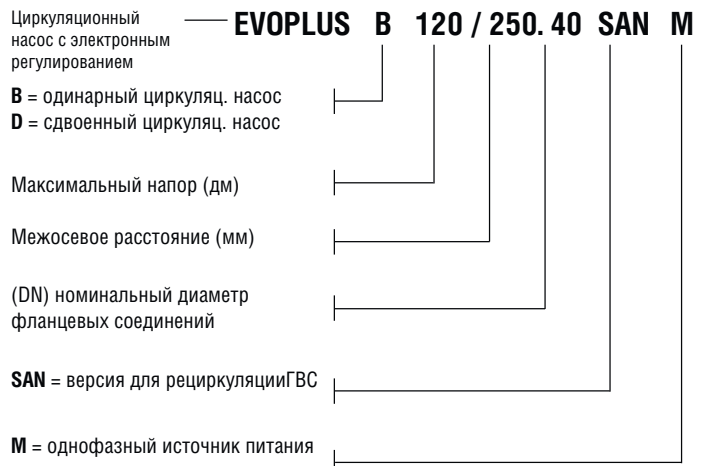 Циркуляционный
насос с электронным
регулированием
EVOPLUS B 120 / 250. 40 SAN M
B = одинарный циркуляц. насос
D = сдвоенный циркуляц. насос
Максимальный напор (дм)
Межосевое расстояние (мм)
(DN) номинальный диаметр
фланцевых соединений
SAN = версия для рециркуляцииГВС
M = однофазный источник питания